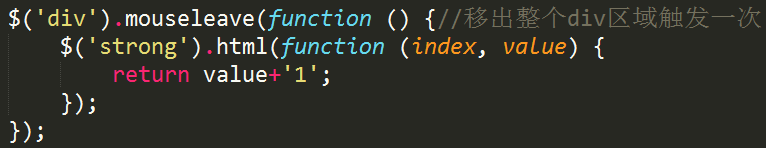 $('div').mouseleave(function () {//移出整个div区域触发一次
    $('strong').html(function (index, value) {
        return value+'1';
    });
});